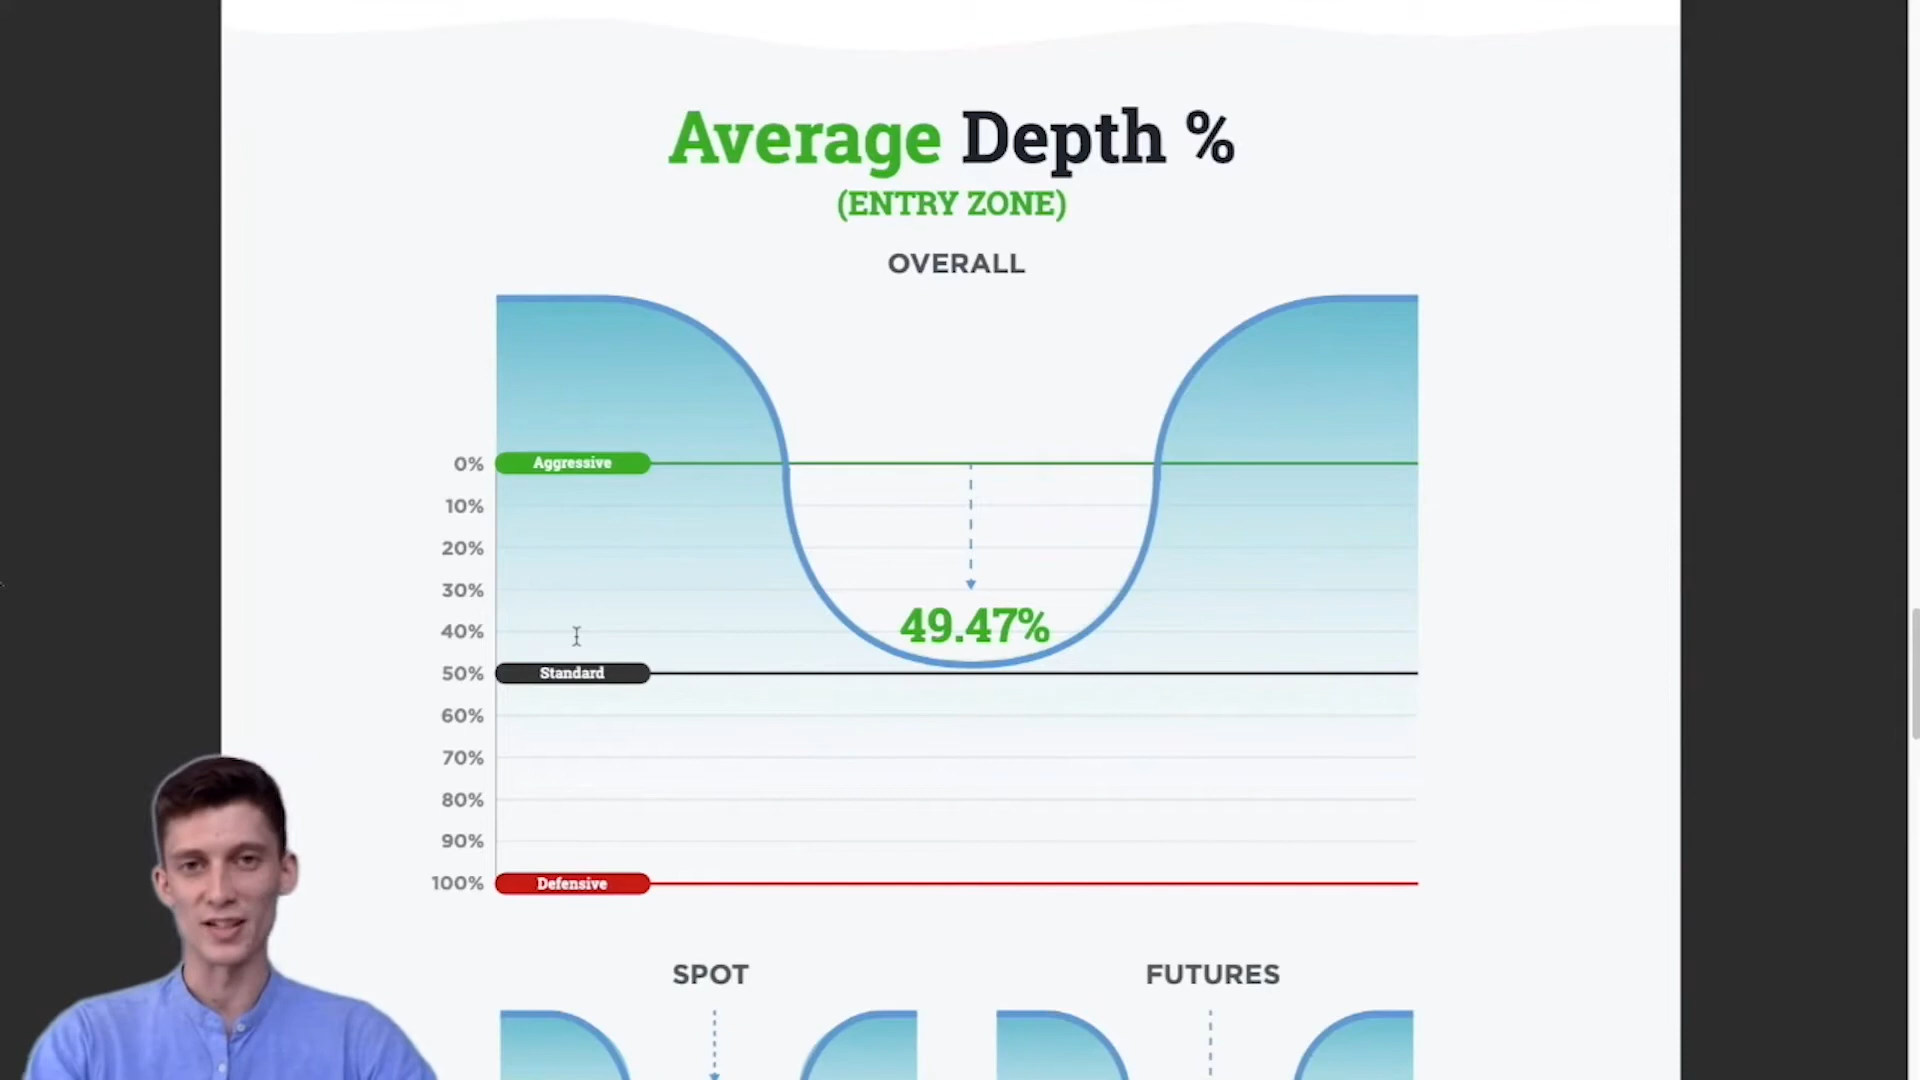 Average Depth %
(ENTRY ZONE)
OVERALL
0% Aggressive
10%
20%
30%
49.47%
40%
50% Standard
60%
70%
80%
90%
100% Defensive
SPOT FUTURES